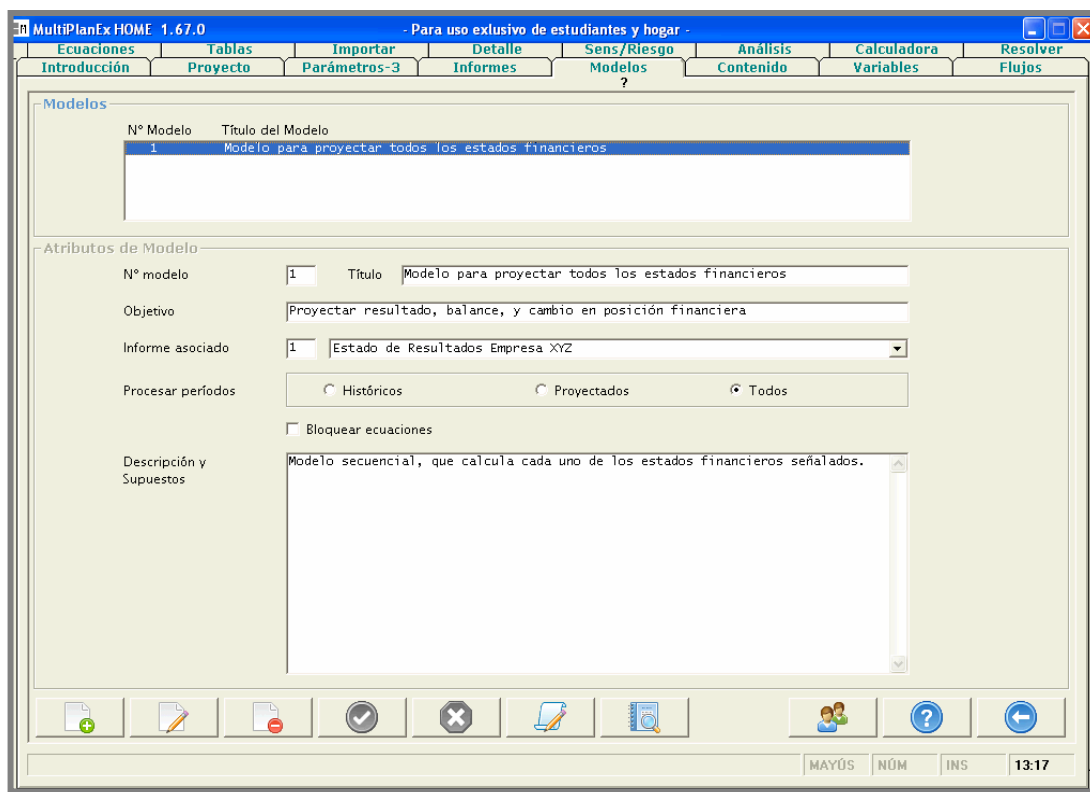 MultiPlanEx HOME 1.67.0 - Para uso exlusivo de estudiantes y hogar -
Ecuaciones Tablas Importar Detalle Sens/Riesgo Análisis Calculadora Resolver
Introducción Proyecto Parámetros-3 Informes Modelos Contenido Variables Flujos
?
Modelos
N° Modelo Título del Modelo
1 Modelo para proyectar todos los estados financieros
Atributos de Modelo
N° modelo 1 Título Modelo para proyectar todos los estados financieros
Objetivo Proyectar resultado, balance, y cambio en posición financiera
Informe asociado 1 Estado de Resultados Empresa XYZ
Procesar períodos Históricos Proyectados Todos
Bloquear ecuaciones
Descripción y Modelo secuencial, que calcula cada uno de los estados financieros señalados.
Supuestos
MAYÚS NÚM INS 13:17